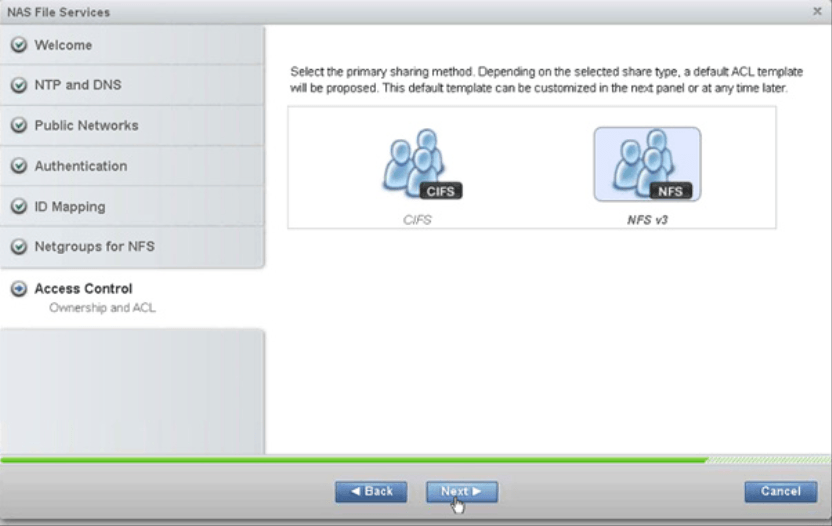 NAS File Services
x
Welcome
NTP and DNS
Public Networks
Authentication
ID Mapping
Netgroups for NFS
Access Control
Ownership and ACL
Select the primary sharing method. Depending on the selected share type, a default ACL template
will be proposed. This default template can be customized in the next panel or at any time later.
CIFS
NFS
CIFS
NFS v3
Back
Next
Cancel